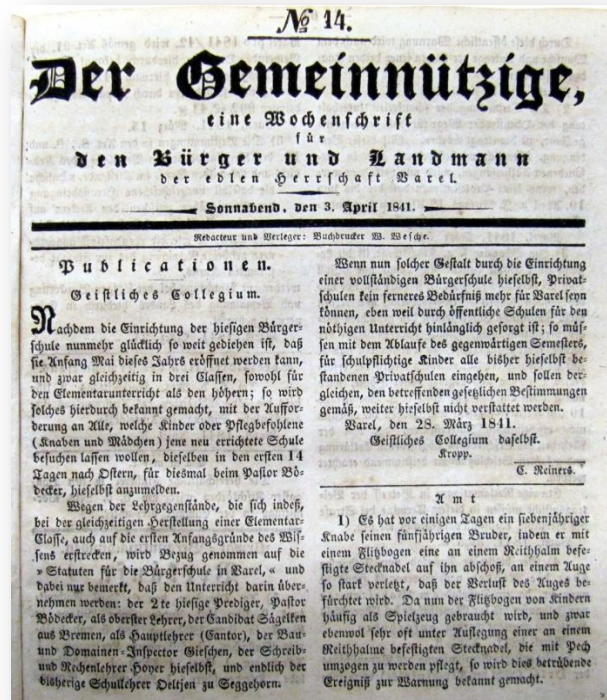 No 14.
Der Gemeinnützige,
eine Wochenschrift
für
den Bürger und Landmann
der edlen Herrschaft Varel.
Sonnabend, den 3. April 1841.
Redacteur und Verleger: Buchdrucker W. Wesche.
Publicationen.
Geistliches Collegium.
Nachdem die Einrichtung der hiesigen Bürger-
schule nunmehr glücklich so weit gediehen ist, daß
sie Anfang Mai dieses Jahrs eröffnet werden kann,
und zwar gleichzeitig in drei Classen, sowohl für
den Elementarunterricht als den höhern; so wird
solches hierdurch bekannt gemacht, mit der Auffor-
derung an Alle, welche Kinder oder Pflegbefohlene
(Knaben und Mädchen) jene neu errichtete Schule
besuchen lassen wollen, dieselben in den ersten 14
Tagen nach Ostern, für diesmal beim Pastor Bö-
decker, hieselbst anzumelden.
Wegen der Lehrgegenstände, die sich indeß,
bei der gleichzeitigen Herstellung einer Elementar-
Classe, auch auf die ersten Anfangsgründe des Wis-
sens erstrecken, wird Bezug genommen auf die
»Statuten für die Bürgerschule in Varel,« und
dabei nur bemerkt, daß den Unterricht darin über-
nehmen werden: der 2te hiesige Prediger, Pastor
Bödecker, als oberster Lehrer, der Candidat Sägelken
aus Bremen, als Hauptlehrer (Cantor), der Bau-
und Domainen-Inspector Gieschen, der Schreib-
und Rechenlehrer Hoyer hieselbst, und endlich der
bisherige Schullehrer Oeltjen zu Seggehorn.
Wenn nun solcher Gestalt durch die Einrichtung
einer vollständigen Bürgerschule hieselbst, Privat-
schulen kein ferneres Bedürfniß mehr für Varel seyn
können, eben weil durch öffentliche Schulen für den
nöthigen Unterricht hinlänglich gesorgt ist; so müs-
sen mit dem Ablaufe des gegenwärtigen Semesters,
für schulpflichtige Kinder alle bisher hieselbst be-
standenen Privatschulen eingehen, und sollen der-
gleichen, den betreffenden gesetzlichen Bestimmungen
gemäß, weiter hieselbst nicht verstattet werden.
Varel, den 28. März 1841.
Geistliches Collegium daselbst.
Kropp.
C. Reiners.
Amt
1) Es hat vor einigen Tagen ein siebenjähriger
Knabe seinen fünfjährigen Bruder, indem er mit
einem Flitzbogen eine an einem Reithhalm befe-
stigte Stecknadel auf ihn abschoß, an einem Auge
so stark verletzt, daß der Verlust des Auges be-
fürchtet wird. Da nun der Flitzbogen von Kindern
häufig als Spielzeug gebraucht wird, und zwar
ebenwol sehr oft unter Auflegung einer an einem
Reithhalme befestigten Stecknadel, die mit Pech
umzogen zu werden pflegt, so wird dies betrübende
Ereigniß zur Warnung bekannt gemacht.